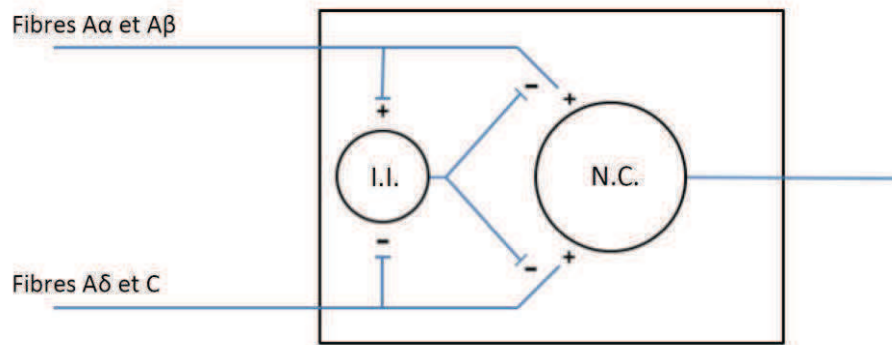 Fibres Aα et Aβ
-
+
+
I.I.
N.C.
-
-
+
Fibres Aδ et C